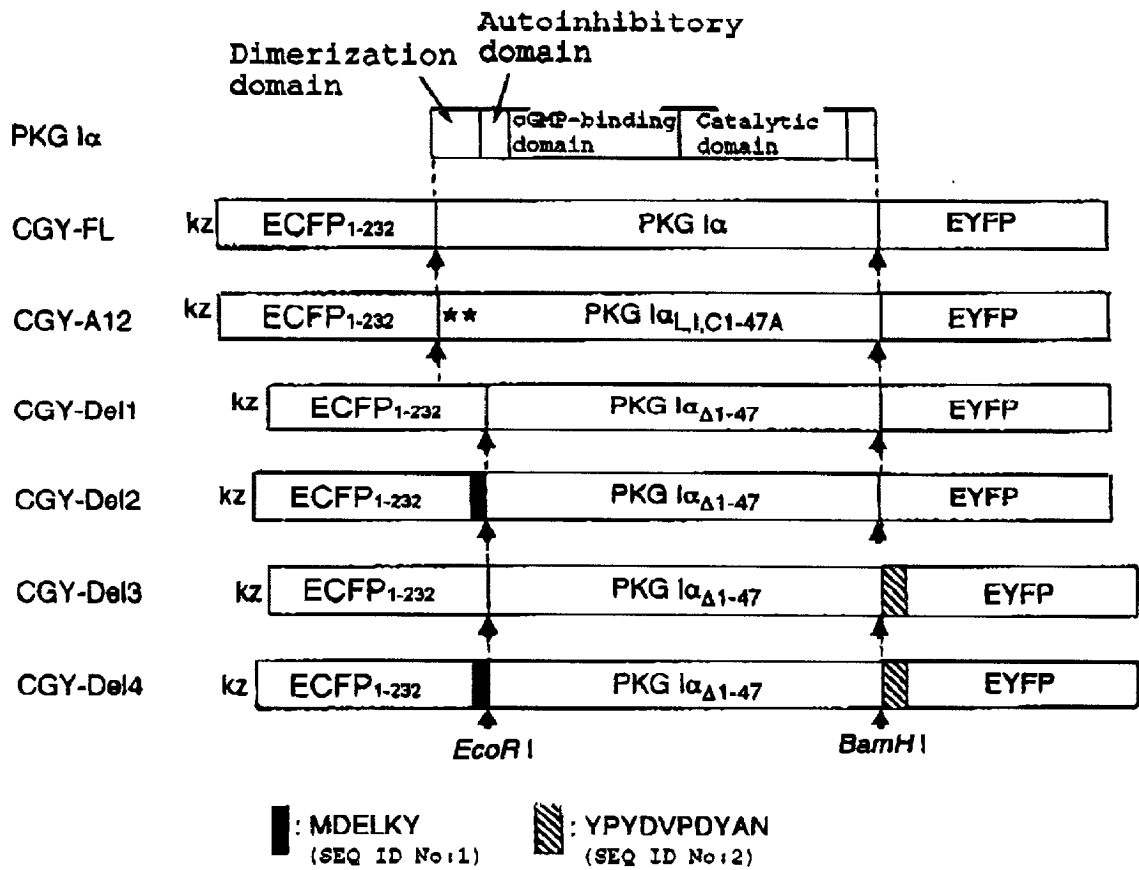 Autoinhibitory
domain
Dimerization
domain
PKG Iα
cGMP-binding
domain
Catalytic
domain
CGY-FL
kz ECFP1-232 PKG Iα EYFP
CGY-A12
kz ECFP1-232 ** PKG IαL,I,C1-47A EYFP
CGY-Del1
kz ECFP1-232 PKG IαΔ1-47 EYFP
CGY-Del2
kz ECFP1-232 PKG IαΔ1-47 EYFP
CGY-Del3
kz ECFP1-232 PKG IαΔ1-47 EYFP
CGY-Del4
kz ECFP1-232 PKG IαΔ1-47 EYFP
EcoR I
BamH I
: MDELKY
(SEQ ID No:1)
: YPYDVPDYAN
(SEQ ID No:2)